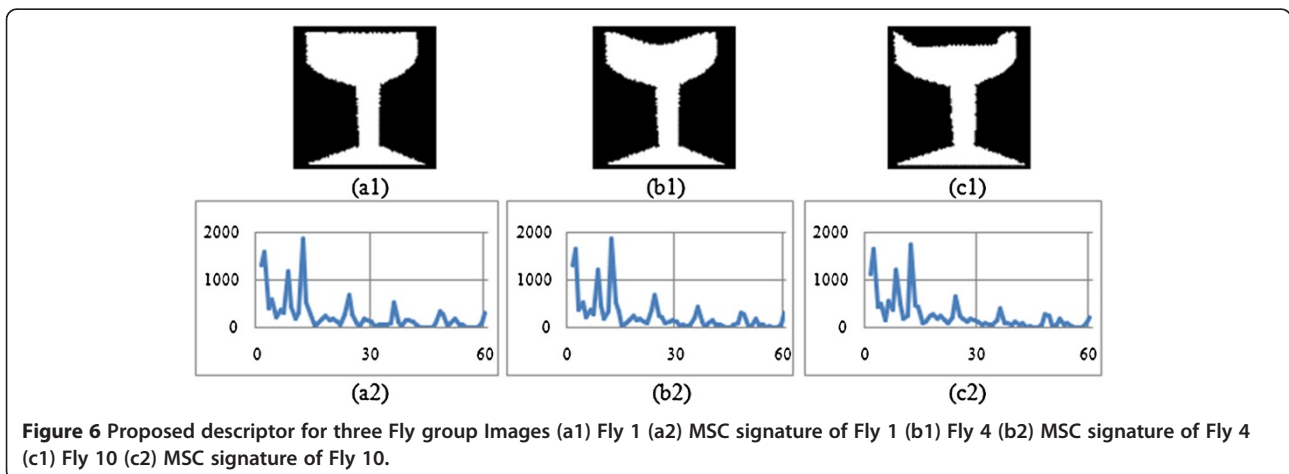 (a1) (b1) (c1)
2000 2000 2000
1000 1000 1000
0 0 0
0 30 60 0 30 60 0 30 60
(a2) (b2) (c2)
Figure 6 Proposed descriptor for three Fly group Images (a1) Fly 1 (a2) MSC signature of Fly 1 (b1) Fly 4 (b2) MSC signature of Fly 4
(c1) Fly 10 (c2) MSC signature of Fly 10.